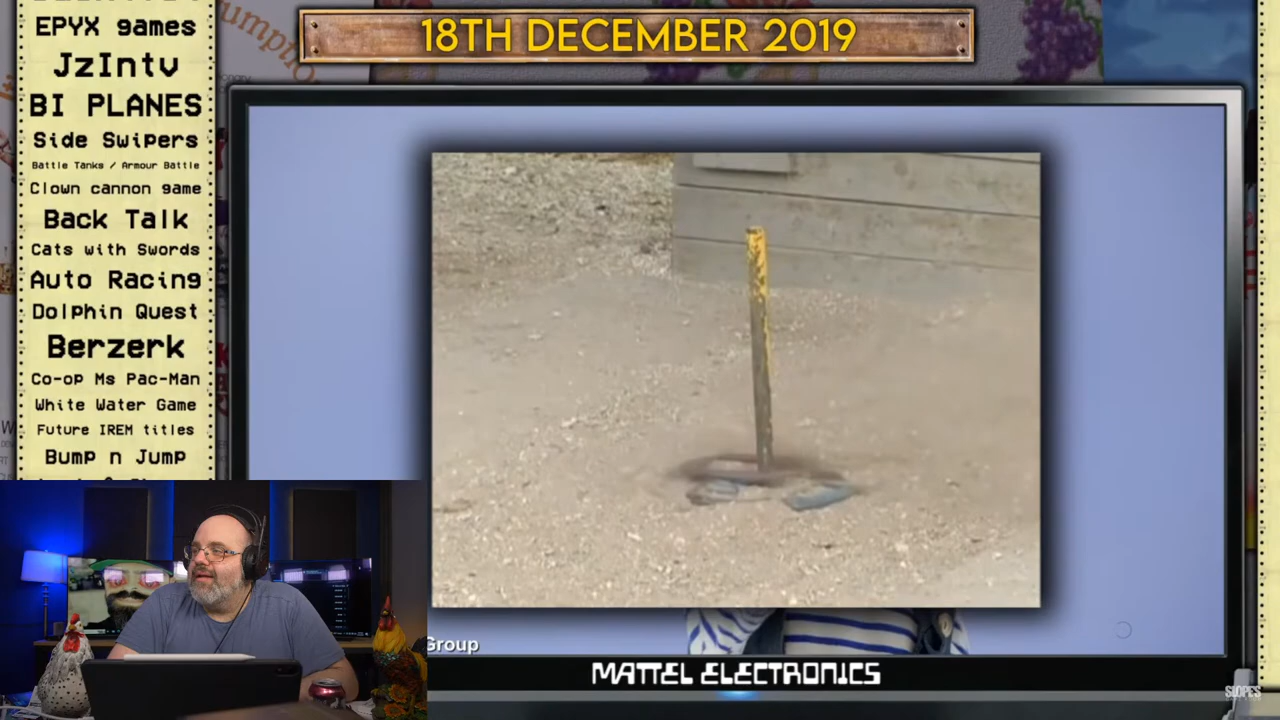 18TH DECEMBER 2019
EPYX games
JzIntv
BI PLANES
Side Swipers
Battle Tanks / Armour Battle
Clown cannon game
Back Talk
Cats with Swords
Auto Racing
Dolphin Quest
Berzerk
Co-op Ms Pac-Man
White Water Game
Future IREM titles
Bump n Jump
Group
MATTEL ELECTRONICS
SLOPES